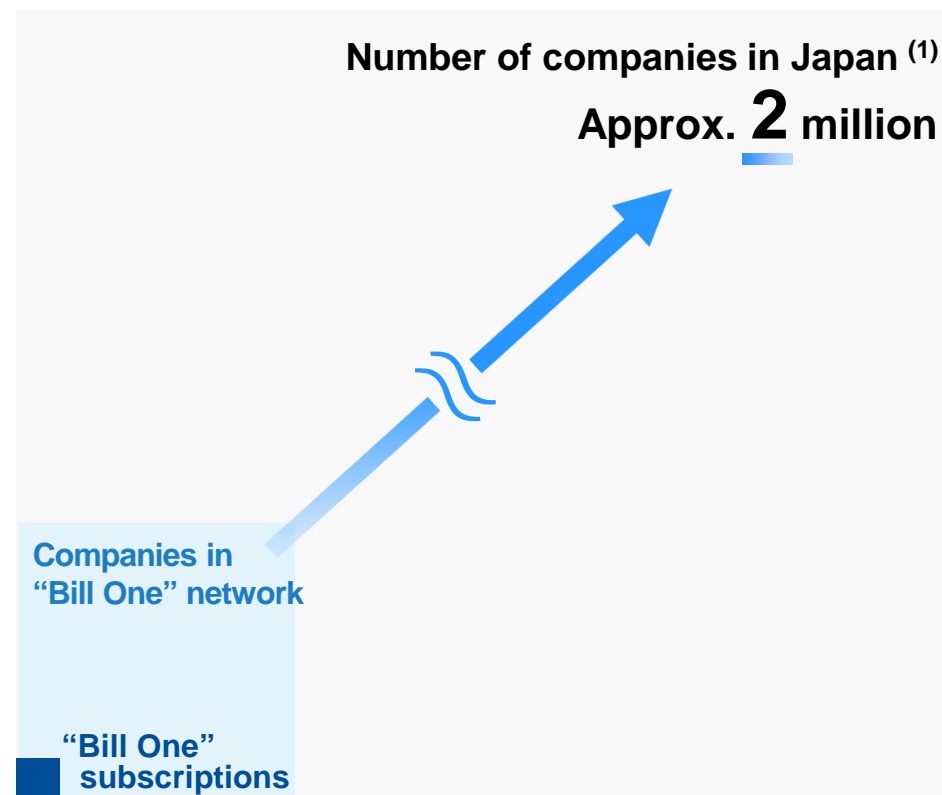 Number of companies in Japan (1)
Approx. 2 million
Companies in
“Bill One” network
“Bill One”
subscriptions